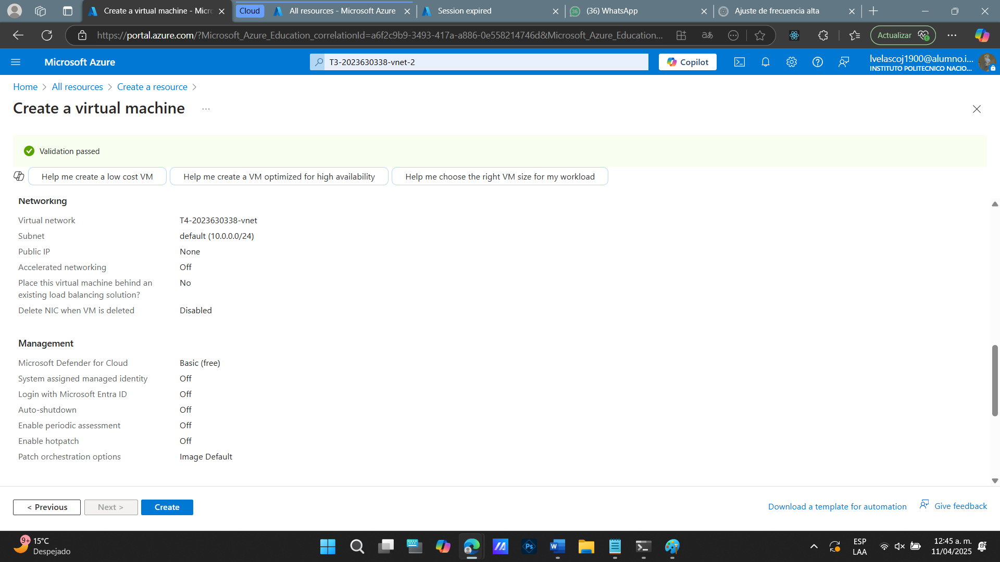 Create a virtual machine - Micro
Cloud
All resources - Microsoft Azure
Session expired
36
(36) WhatsApp
Ajuste de frecuencia alta
https://portal.azure.com/?Microsoft_Azure_Education_correlationId=a6f2c9b9-3493-417a-a886-0e558214746d&Microsoft_Azure_Education...
aあ
Actualizar
Microsoft Azure
T3-2023630338-vnet-2
Copilot
lvelascoj1900@alumno.i...
INSTITUTO POLITECNICO NACIO...
Home > All resources > Create a resource >
Create a virtual machine ...
Validation passed
Help me create a low cost VM
Help me create a VM optimized for high availability
Help me choose the right VM size for my workload
Networking
Virtual network T4-2023630338-vnet
Subnet default (10.0.0.0/24)
Public IP None
Accelerated networking Off
Place this virtual machine behind an No
existing load balancing solution?
Delete NIC when VM is deleted Disabled
Management
Microsoft Defender for Cloud Basic (free)
System assigned managed identity Off
Login with Microsoft Entra ID Off
Auto-shutdown Off
Enable periodic assessment Off
Enable hotpatch Off
Patch orchestration options Image Default
< Previous
Next >
Create
Download a template for automation
Give feedback
9+
15°C
Despejado
Ps
W
ESP
LAA
12:45 a. m.
11/04/2025